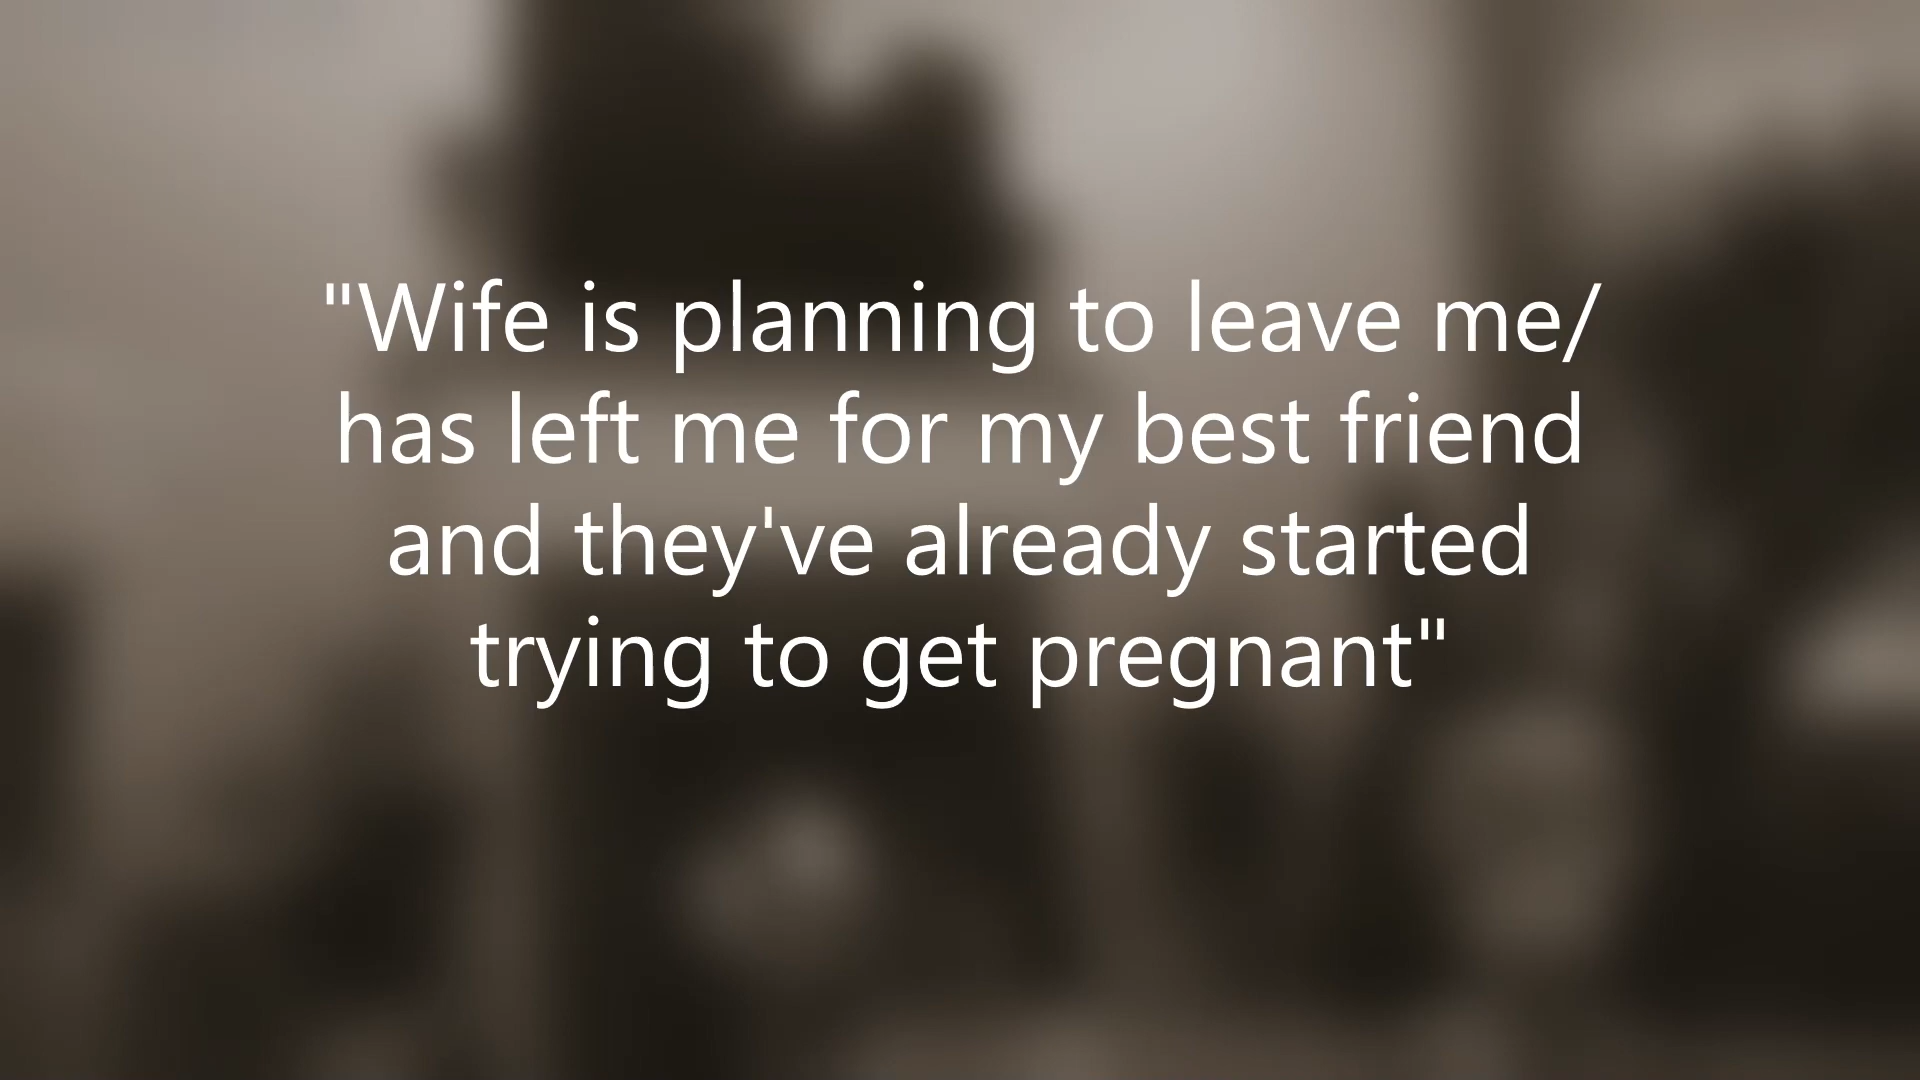 "Wife is planning to leave me/
has left me for my best friend
and they've already started
trying to get pregnant"